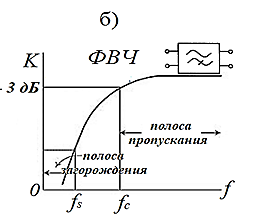 б)
K
ФВЧ
- 3 дБ
полоса
пропускания
полоса
загорождения
0
fs
fc
f